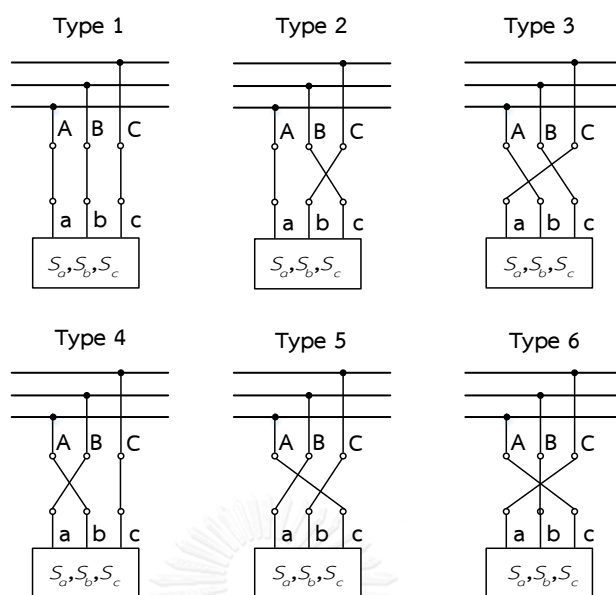 Type 1 Type 2 Type 3
A B C A B C A B C
a b c a b c a b c
Sa,Sb,Sc Sa,Sb,Sc Sa,Sb,Sc
Type 4 Type 5 Type 6
A B C A B C A B C
a b c a b c a b c
Sa,Sb,Sc Sa,Sb,Sc Sa,Sb,Sc